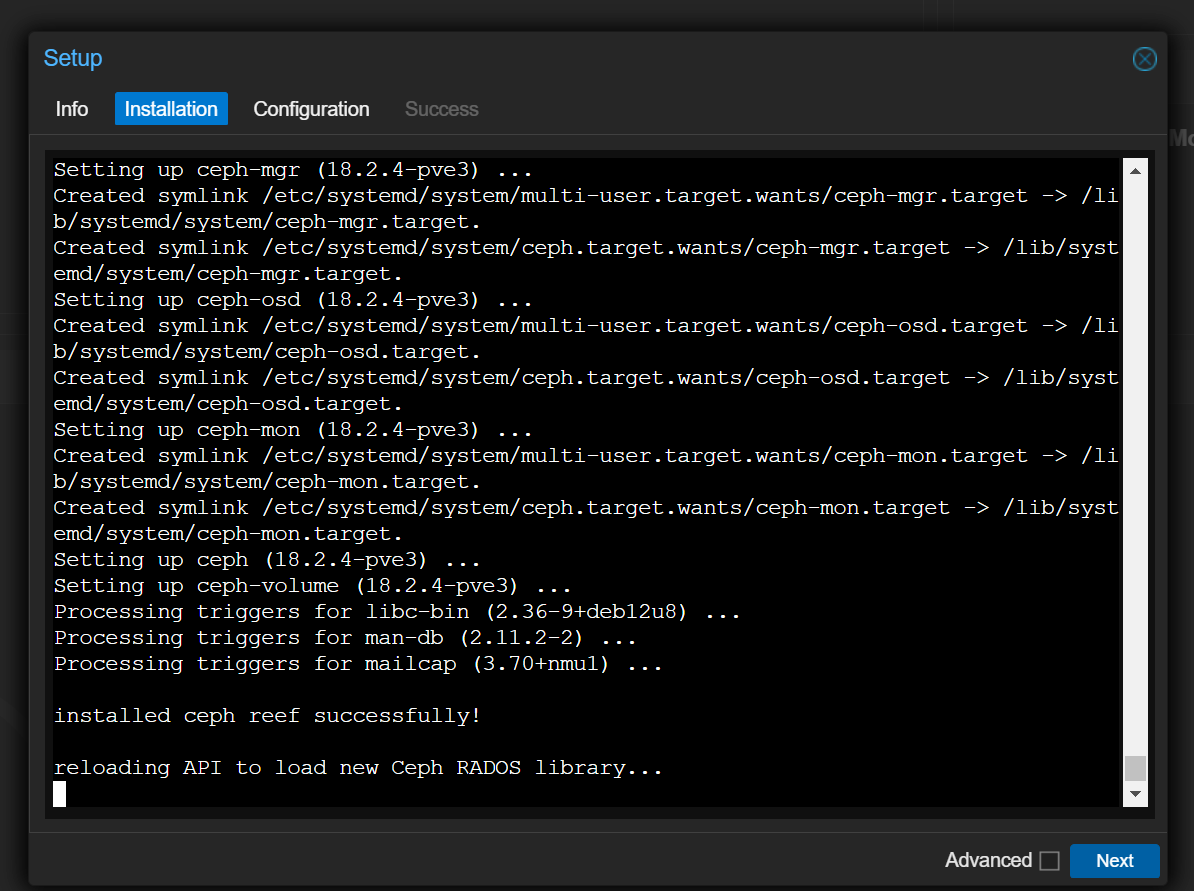 Setup
Info Installation Configuration Success
Mo
Setting up ceph-mgr (18.2.4-pve3) ...
Created symlink /etc/systemd/system/multi-user.target.wants/ceph-mgr.target -> /li
b/systemd/system/ceph-mgr.target.
Created symlink /etc/systemd/system/ceph.target.wants/ceph-mgr.target -> /lib/syst
emd/system/ceph-mgr.target.
Setting up ceph-osd (18.2.4-pve3) ...
Created symlink /etc/systemd/system/multi-user.target.wants/ceph-osd.target -> /li
b/systemd/system/ceph-osd.target.
Created symlink /etc/systemd/system/ceph.target.wants/ceph-osd.target -> /lib/syst
emd/system/ceph-osd.target.
Setting up ceph-mon (18.2.4-pve3) ...
Created symlink /etc/systemd/system/multi-user.target.wants/ceph-mon.target -> /li
b/systemd/system/ceph-mon.target.
Created symlink /etc/systemd/system/ceph.target.wants/ceph-mon.target -> /lib/syst
emd/system/ceph-mon.target.
Setting up ceph (18.2.4-pve3) ...
Setting up ceph-volume (18.2.4-pve3) ...
Processing triggers for libc-bin (2.36-9+deb12u8) ...
Processing triggers for man-db (2.11.2-2) ...
Processing triggers for mailcap (3.70+nmu1) ...
installed ceph reef successfully!
reloading API to load new Ceph RADOS library...
Advanced Next